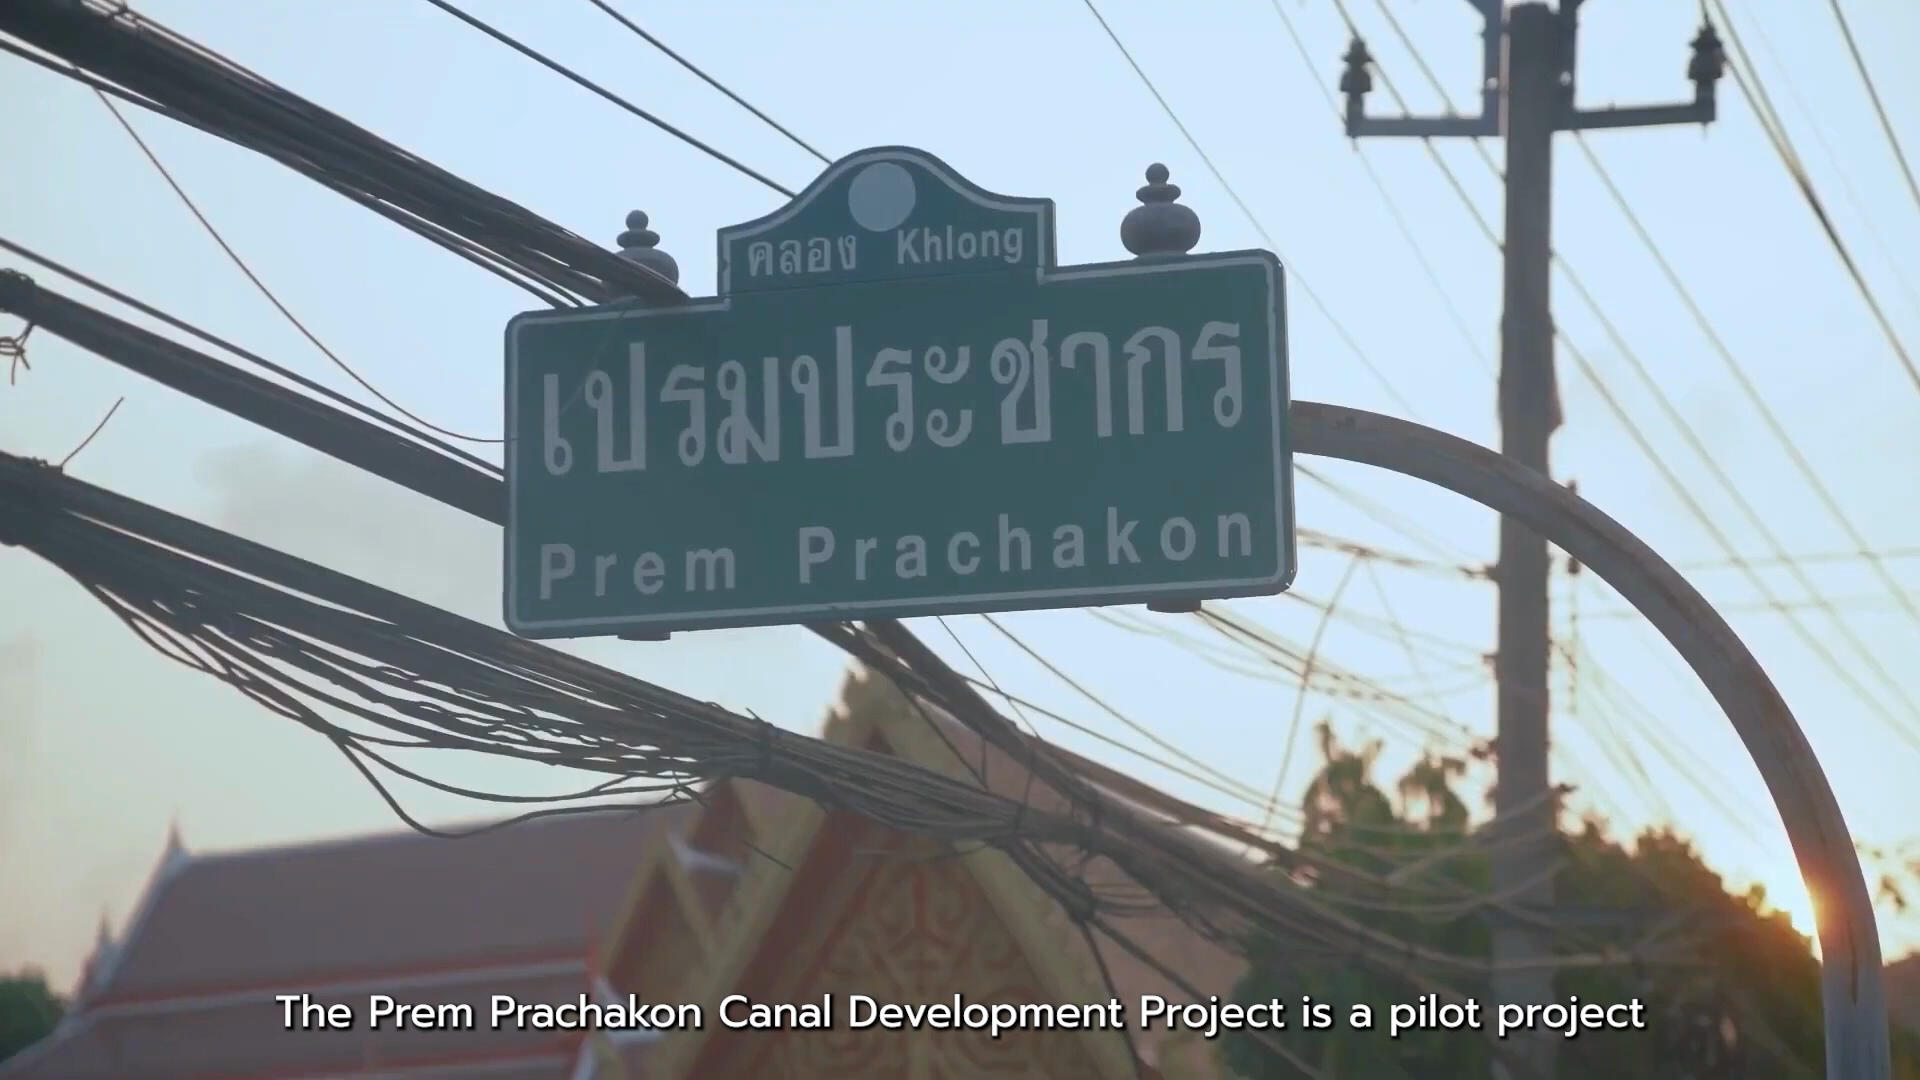 คลอง Khlong
เปรมประชากร
Prem Prachakon
The Prem Prachakon Canal Development Project is a pilot project